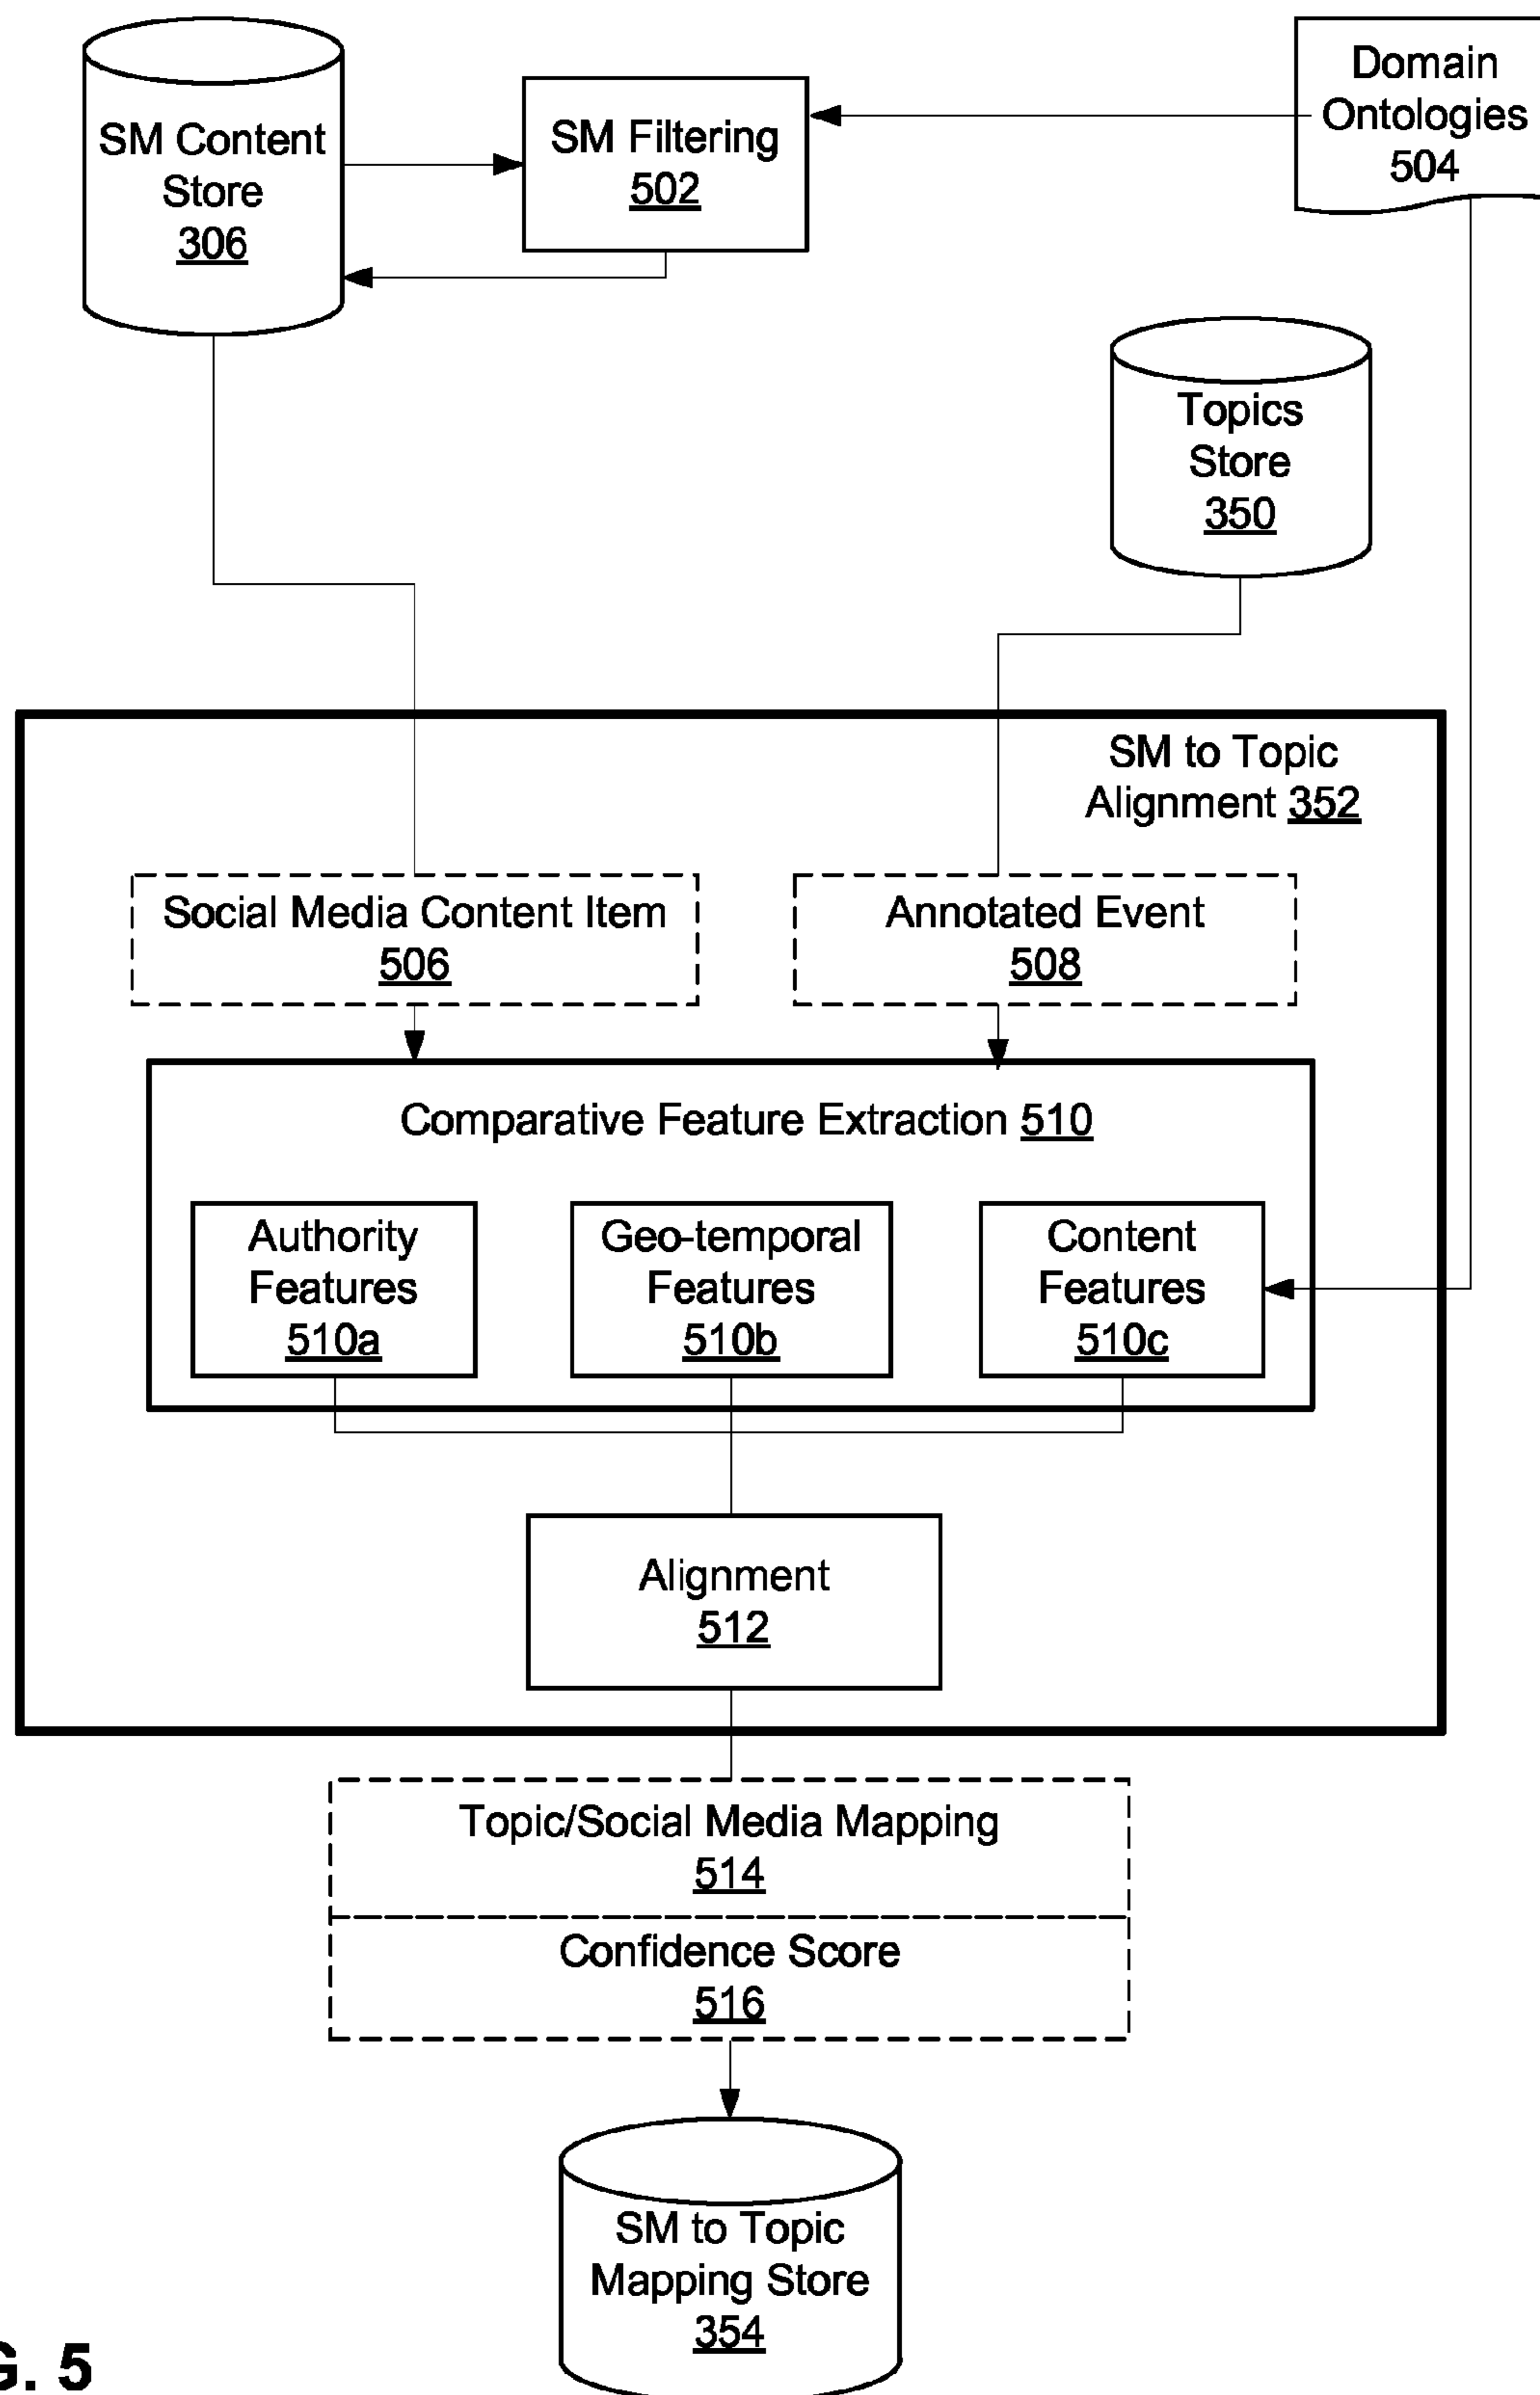 SM Content
Store
306
SM Filtering
502
Domain
Ontologies
504
Topics
Store
350
SM to Topic
Alignment 352
Social Media Content Item
506
Annotated Event
508
Comparative Feature Extraction 510
Authority
Features
510a
Geo-temporal
Features
510b
Content
Features
510c
Alignment
512
Topic/Social Media Mapping
514
Confidence Score
516
SM to Topic
Mapping Store
354
G. 5